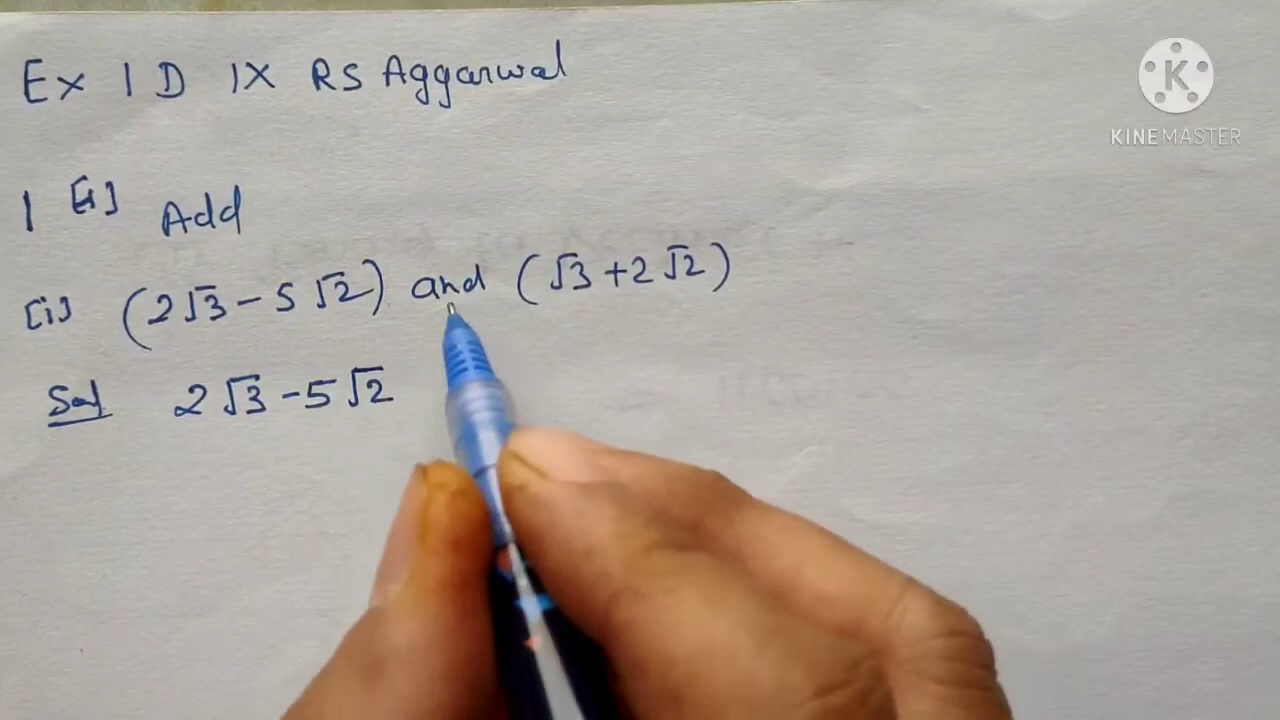 Ex 1 D IX RS Aggarwal
K
KINEMASTER
1 [i] Add
[i] (2√3 - 5√2) and (√3 + 2√2)
Sol 2√3 - 5√2